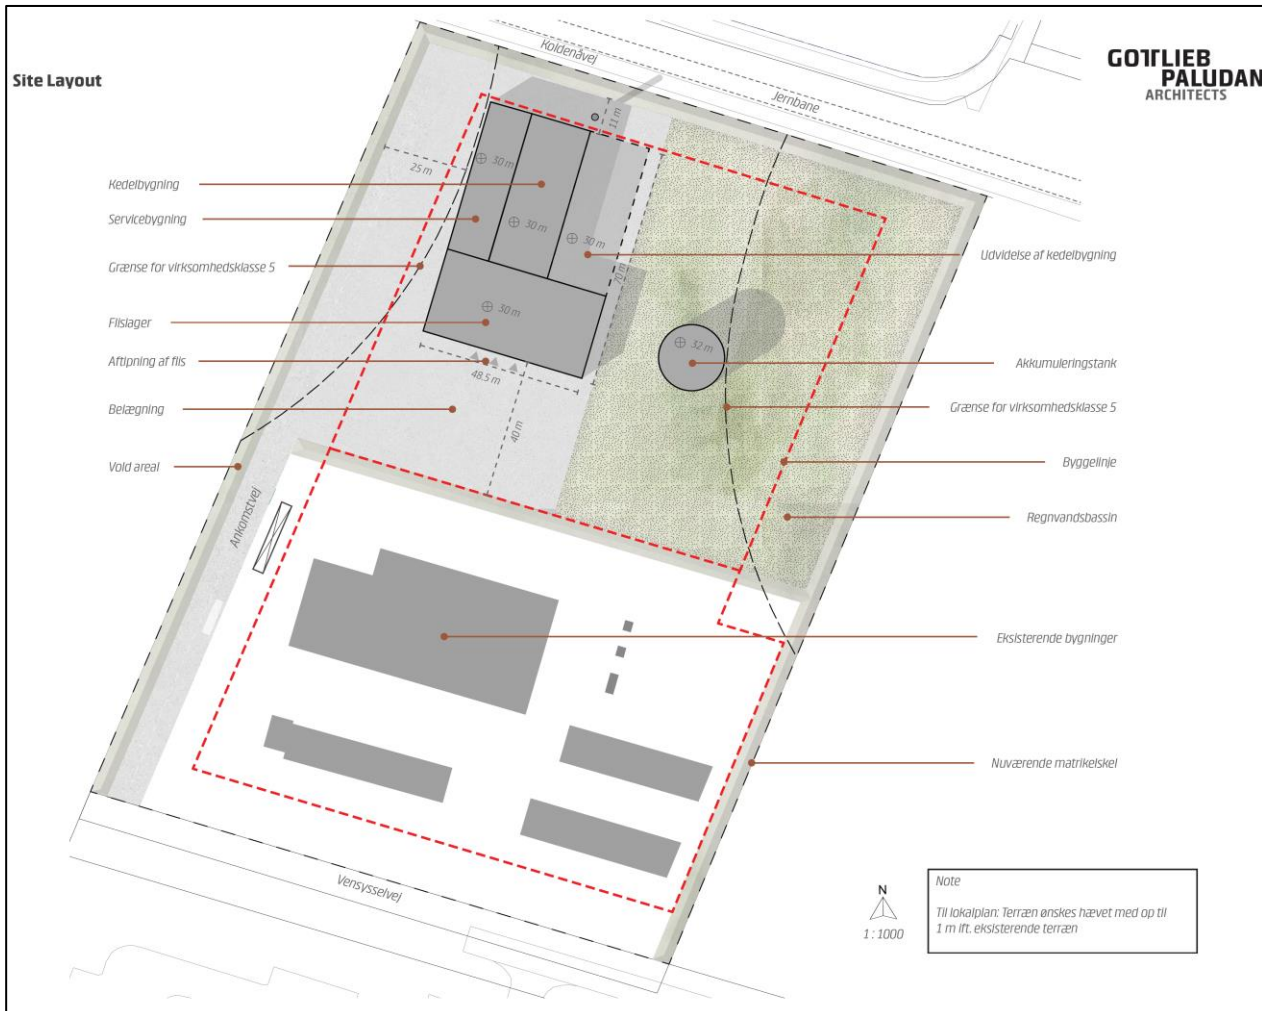 Site Layout
GOTTLIEB
PALUDAN
ARCHITECTS
Koldenåvej
Jernbane
11 m
25 m
30 m
30 m
30 m
30 m
70 m
32 m
48.5 m
40 m
Kedelbygning
Servicebygning
Grænse for virksomhedsklasse 5
Flislager
Aftipning af flis
Belægning
Vold areal
Ankomstvej
Udvidelse af kedelbygning
Akkumuleringstank
Grænse for virksomhedsklasse 5
Byggelinje
Regnvandsbassin
Eksisterende bygninger
Nuværende matrikelskel
Vensysselvej
N
1 : 1000
Note
Til lokalplan: Terræn ønskes hævet med op til
1 m ift. eksisterende terræn